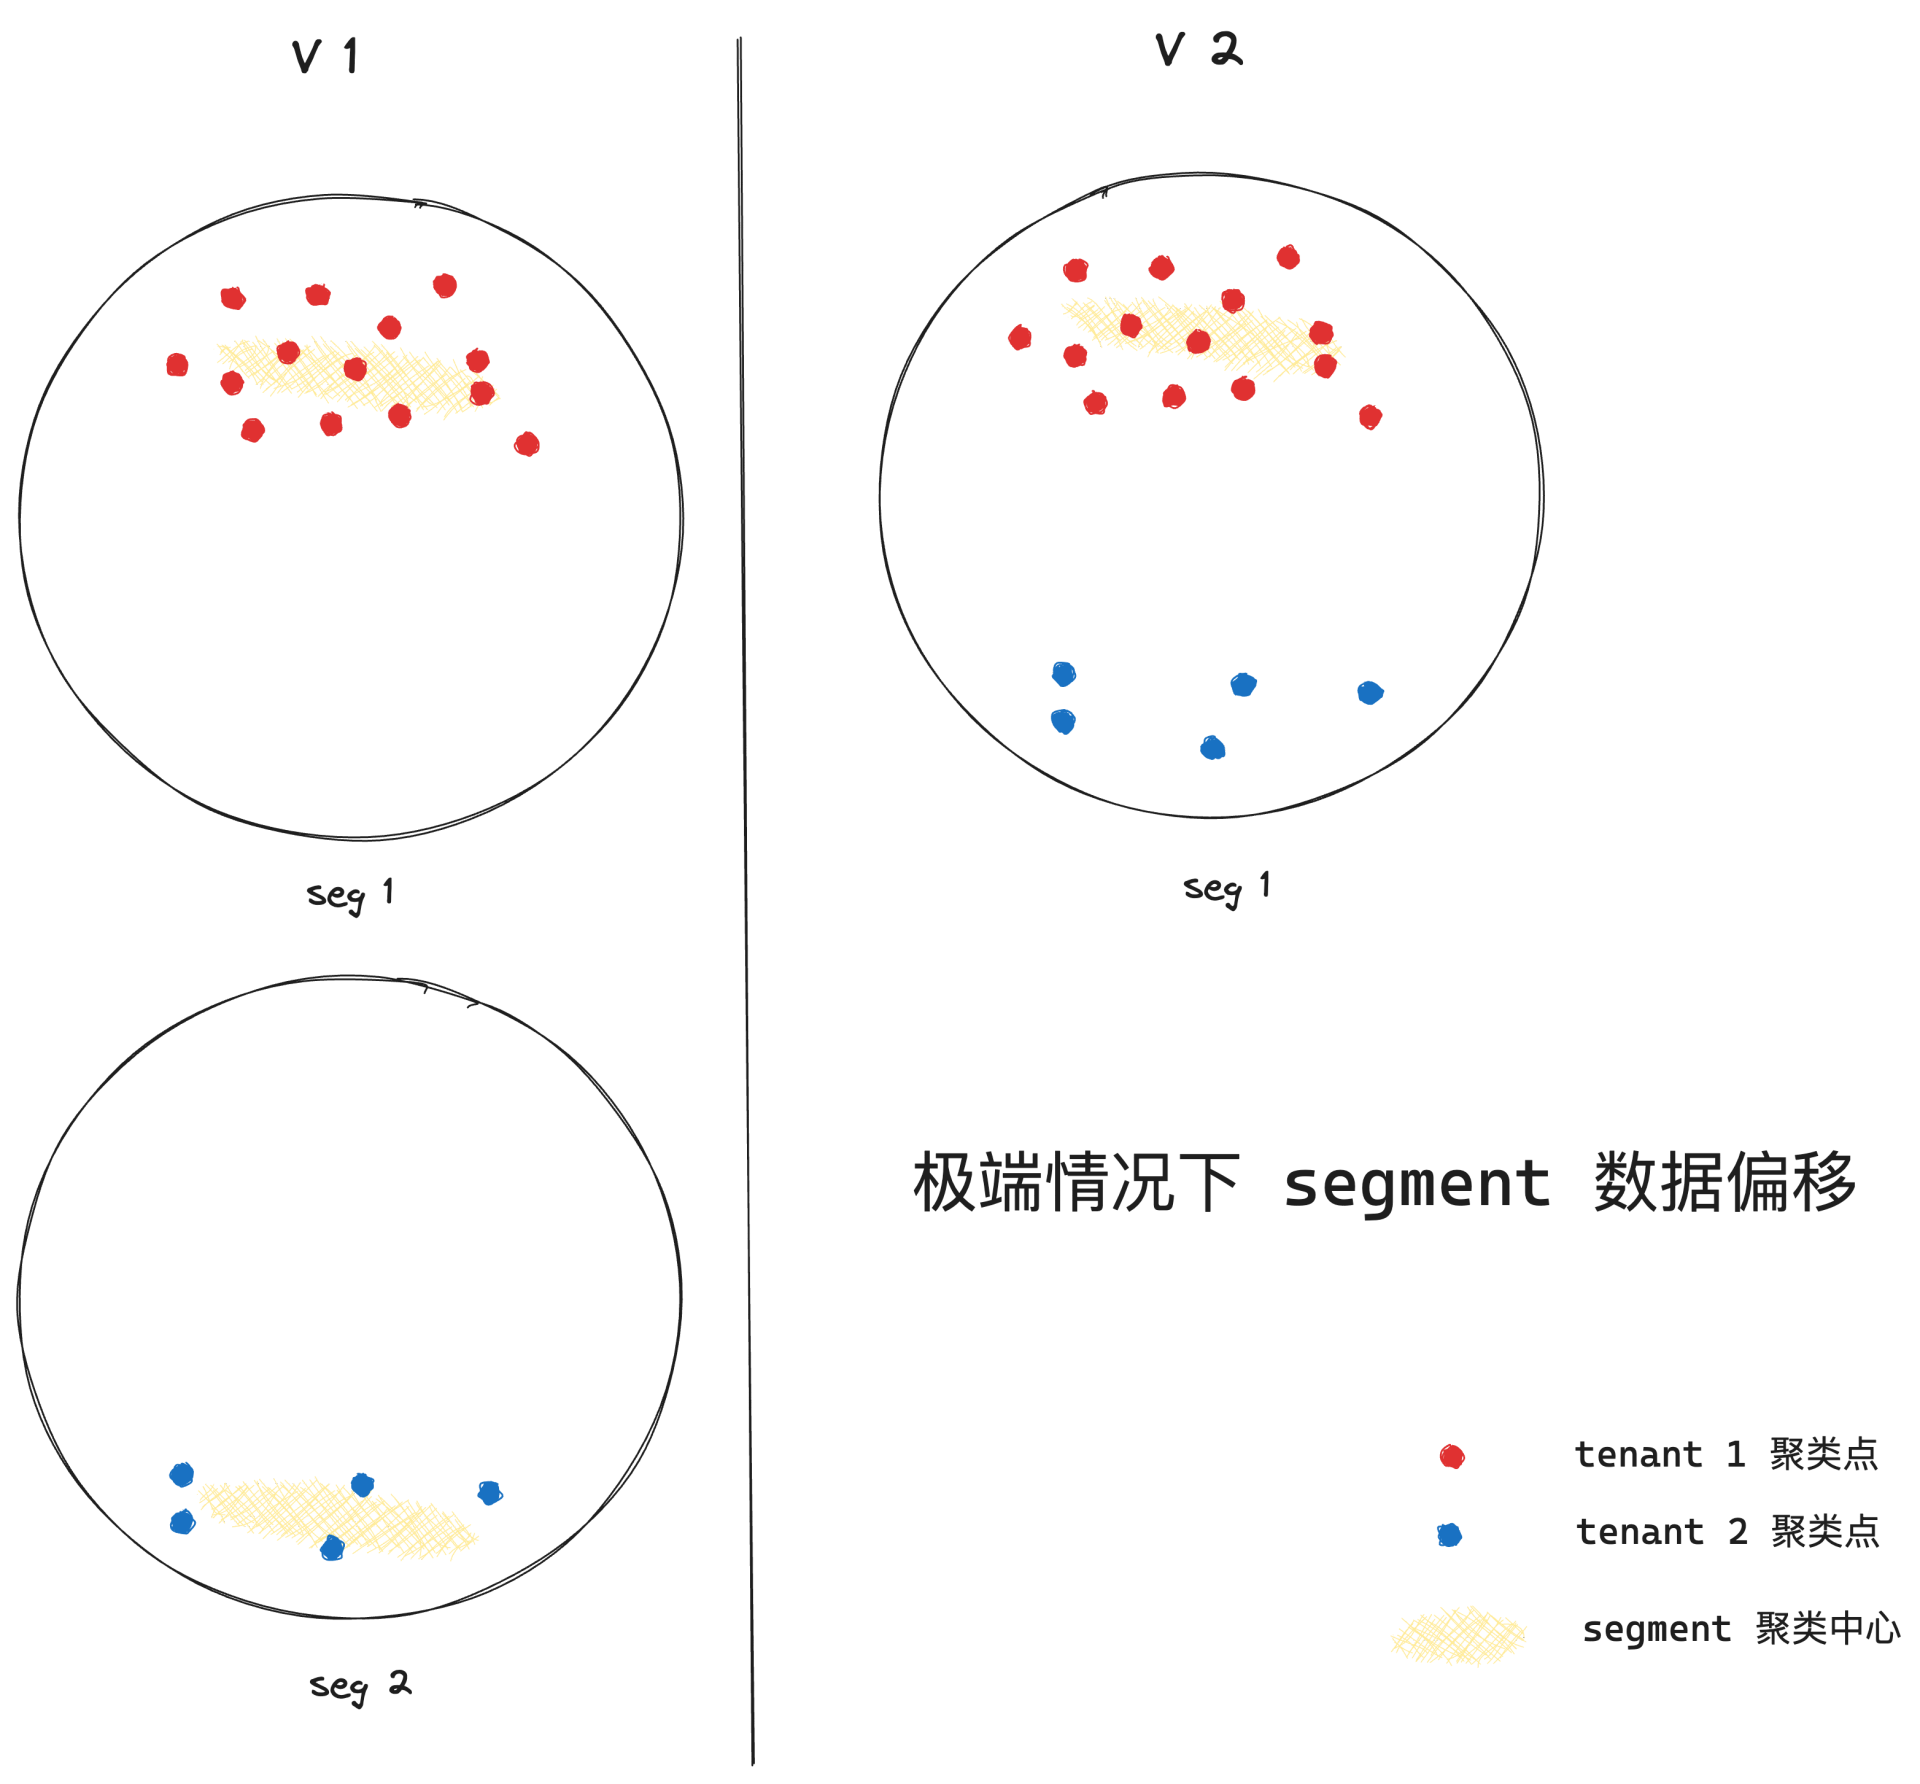 V 1
V 2
seg 1
seg 1
极端情况下 segment 数据偏移
tenant 1 聚类点
tenant 2 聚类点
segment 聚类中心
seg 2